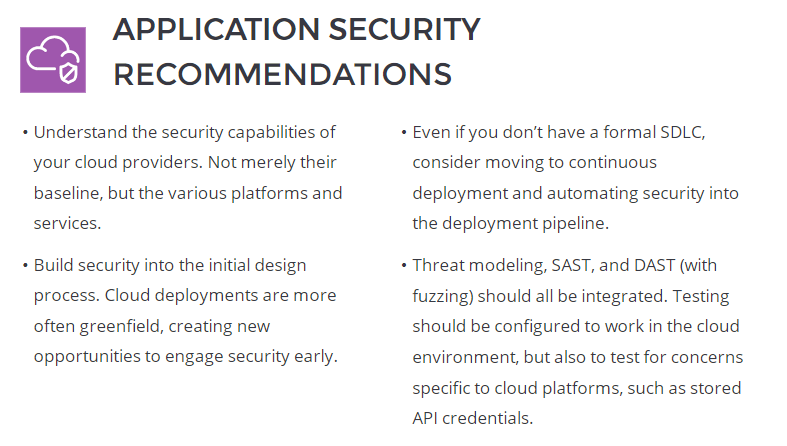 APPLICATION SECURITY
RECOMMENDATIONS
• Understand the security capabilities of
your cloud providers. Not merely their
baseline, but the various platforms and
services.
• Build security into the initial design
process. Cloud deployments are more
often greenfield, creating new
opportunities to engage security early.
• Even if you don’t have a formal SDLC,
consider moving to continuous
deployment and automating security into
the deployment pipeline.
• Threat modeling, SAST, and DAST (with
fuzzing) should all be integrated. Testing
should be configured to work in the cloud
environment, but also to test for concerns
specific to cloud platforms, such as stored
API credentials.